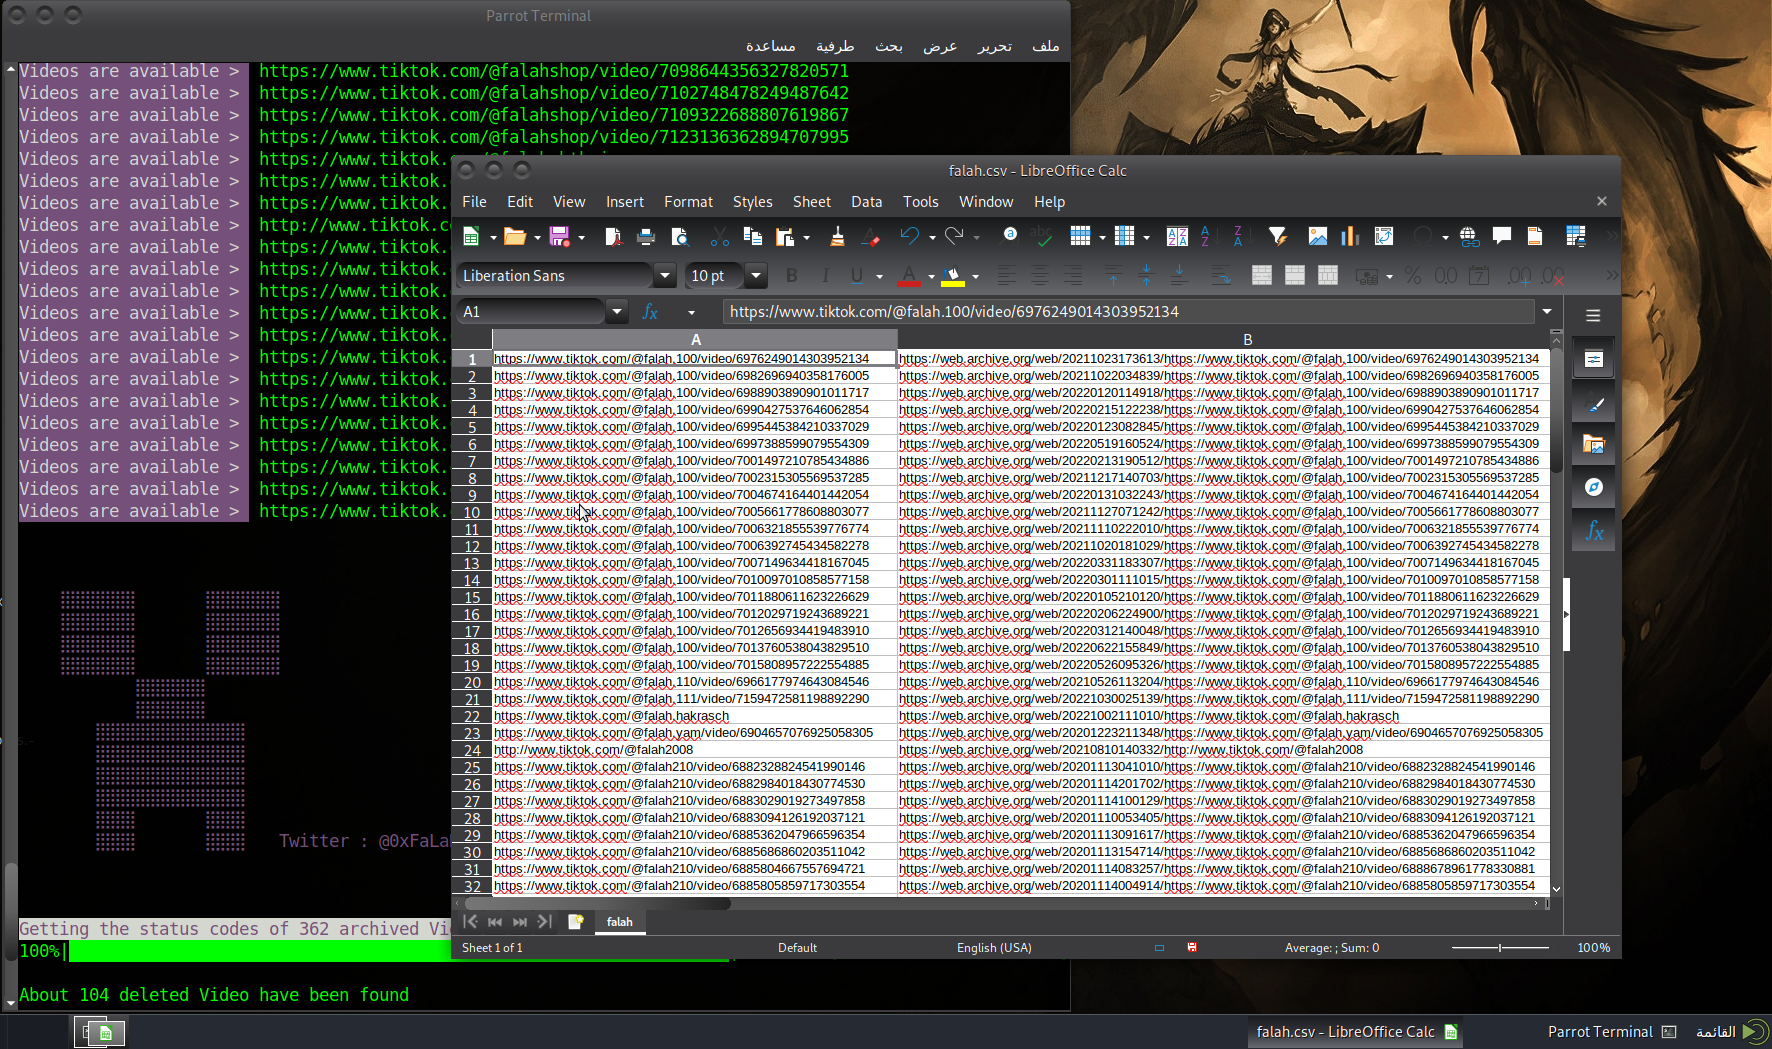 Parrot Terminal
ملف تحرير عرض بحث طرفية مساعدة
Videos are available > https://www.tiktok.com/@falahshop/video/7098644356327820571
Videos are available > https://www.tiktok.com/@falahshop/video/7102748478249487642
Videos are available > https://www.tiktok.com/@falahshop/video/7109322688807619867
Videos are available > https://www.tiktok.com/@falahshop/video/7123136362894707995
Videos are available > https://www.tiktok.
Videos are available > https://www.tiktok.
Videos are available > https://www.tiktok.
Videos are available > http://www.tiktok.c
Videos are available > https://www.tiktok.
Videos are available > https://www.tiktok.
Videos are available > https://www.tiktok.
Videos are available > https://www.tiktok.
Videos are available > https://www.tiktok.
Videos are available > https://www.tiktok.
Videos are available > https://www.tiktok.
Videos are available > https://www.tiktok.
Videos are available > https://www.tiktok.
Videos are available > https://www.tiktok.
Videos are available > https://www.tiktok.
Videos are available > https://www.tiktok.
Videos are available > https://www.tiktok.
Twitter : @0xFaLa
Getting the status codes of 362 archived Vi
100%|
About 104 deleted Video have been found
falah.csv - LibreOffice Calc
File Edit View Insert Format Styles Sheet Data Tools Window Help
Liberation Sans 10 pt
A1 https://www.tiktok.com/@falah.100/video/6976249014303952134
A B
1 https://www.tiktok.com/@falah.100/video/6976249014303952134 https://web.archive.org/web/20211023173613/https://www.tiktok.com/@falah.100/video/6976249014303952134
2 https://www.tiktok.com/@falah.100/video/6982696940358176005 https://web.archive.org/web/20211022034839/https://www.tiktok.com/@falah.100/video/6982696940358176005
3 https://www.tiktok.com/@falah.100/video/6988903890901011717 https://web.archive.org/web/20220120114918/https://www.tiktok.com/@falah.100/video/6988903890901011717
4 https://www.tiktok.com/@falah.100/video/6990427537646062854 https://web.archive.org/web/20220215122238/https://www.tiktok.com/@falah.100/video/6990427537646062854
5 https://www.tiktok.com/@falah.100/video/6995445384210337029 https://web.archive.org/web/20220123082845/https://www.tiktok.com/@falah.100/video/6995445384210337029
6 https://www.tiktok.com/@falah.100/video/6997388599079554309 https://web.archive.org/web/20220519160524/https://www.tiktok.com/@falah.100/video/6997388599079554309
7 https://www.tiktok.com/@falah.100/video/7001497210785434886 https://web.archive.org/web/20220213190512/https://www.tiktok.com/@falah.100/video/7001497210785434886
8 https://www.tiktok.com/@falah.100/video/7002315305569537285 https://web.archive.org/web/20211217140703/https://www.tiktok.com/@falah.100/video/7002315305569537285
9 https://www.tiktok.com/@falah.100/video/7004674164401442054 https://web.archive.org/web/20220131032243/https://www.tiktok.com/@falah.100/video/7004674164401442054
10 https://www.tiktok.com/@falah.100/video/7005661778608803077 https://web.archive.org/web/20211127071242/https://www.tiktok.com/@falah.100/video/7005661778608803077
11 https://www.tiktok.com/@falah.100/video/7006321855539776774 https://web.archive.org/web/20211110222010/https://www.tiktok.com/@falah.100/video/7006321855539776774
12 https://www.tiktok.com/@falah.100/video/7006392745434582278 https://web.archive.org/web/20211020181029/https://www.tiktok.com/@falah.100/video/7006392745434582278
13 https://www.tiktok.com/@falah.100/video/7007149634418167045 https://web.archive.org/web/20220331183307/https://www.tiktok.com/@falah.100/video/7007149634418167045
14 https://www.tiktok.com/@falah.100/video/7010097010858577158 https://web.archive.org/web/20220301111015/https://www.tiktok.com/@falah.100/video/7010097010858577158
15 https://www.tiktok.com/@falah.100/video/7011880611623226629 https://web.archive.org/web/20220105210120/https://www.tiktok.com/@falah.100/video/7011880611623226629
16 https://www.tiktok.com/@falah.100/video/7012029719243689221 https://web.archive.org/web/20220206224900/https://www.tiktok.com/@falah.100/video/7012029719243689221
17 https://www.tiktok.com/@falah.100/video/7012656934419483910 https://web.archive.org/web/20220312140048/https://www.tiktok.com/@falah.100/video/7012656934419483910
18 https://www.tiktok.com/@falah.100/video/7013760538043829510 https://web.archive.org/web/20220622155849/https://www.tiktok.com/@falah.100/video/7013760538043829510
19 https://www.tiktok.com/@falah.100/video/7015808957222554885 https://web.archive.org/web/20220526095326/https://www.tiktok.com/@falah.100/video/7015808957222554885
20 https://www.tiktok.com/@falah.110/video/6966177974643084546 https://web.archive.org/web/20210526113204/https://www.tiktok.com/@falah.110/video/6966177974643084546
21 https://www.tiktok.com/@falah.111/video/7159472581198892290 https://web.archive.org/web/20221030025139/https://www.tiktok.com/@falah.111/video/7159472581198892290
22 https://www.tiktok.com/@falah.hakrasch https://web.archive.org/web/20221002111010/https://www.tiktok.com/@falah.hakrasch
23 https://www.tiktok.com/@falah.yam/video/6904657076925058305 https://web.archive.org/web/20201223211348/https://www.tiktok.com/@falah.yam/video/6904657076925058305
24 http://www.tiktok.com/@falah2008 https://web.archive.org/web/20210810140332/http://www.tiktok.com/@falah2008
25 https://www.tiktok.com/@falah210/video/6882328824541990146 https://web.archive.org/web/20201113041010/https://www.tiktok.com/@falah210/video/6882328824541990146
26 https://www.tiktok.com/@falah210/video/6882984018430774530 https://web.archive.org/web/20201114201702/https://www.tiktok.com/@falah210/video/6882984018430774530
27 https://www.tiktok.com/@falah210/video/6883029019273497858 https://web.archive.org/web/20201114100129/https://www.tiktok.com/@falah210/video/6883029019273497858
28 https://www.tiktok.com/@falah210/video/6883094126192037121 https://web.archive.org/web/20201110053405/https://www.tiktok.com/@falah210/video/6883094126192037121
29 https://www.tiktok.com/@falah210/video/6885362047966596354 https://web.archive.org/web/20201113091617/https://www.tiktok.com/@falah210/video/6885362047966596354
30 https://www.tiktok.com/@falah210/video/6885686860203511042 https://web.archive.org/web/20201113154714/https://www.tiktok.com/@falah210/video/6885686860203511042
31 https://www.tiktok.com/@falah210/video/6885804667557694721 https://web.archive.org/web/20201114083257/https://www.tiktok.com/@falah210/video/6886678961778330881
32 https://www.tiktok.com/@falah210/video/6885805859717303554 https://web.archive.org/web/20201114004914/https://www.tiktok.com/@falah210/video/6885805859717303554
falah
Sheet 1 of 1 Default English (USA) Average: ; Sum: 0 100%
falah.csv - LibreOffice Calc Parrot Terminal القائمة